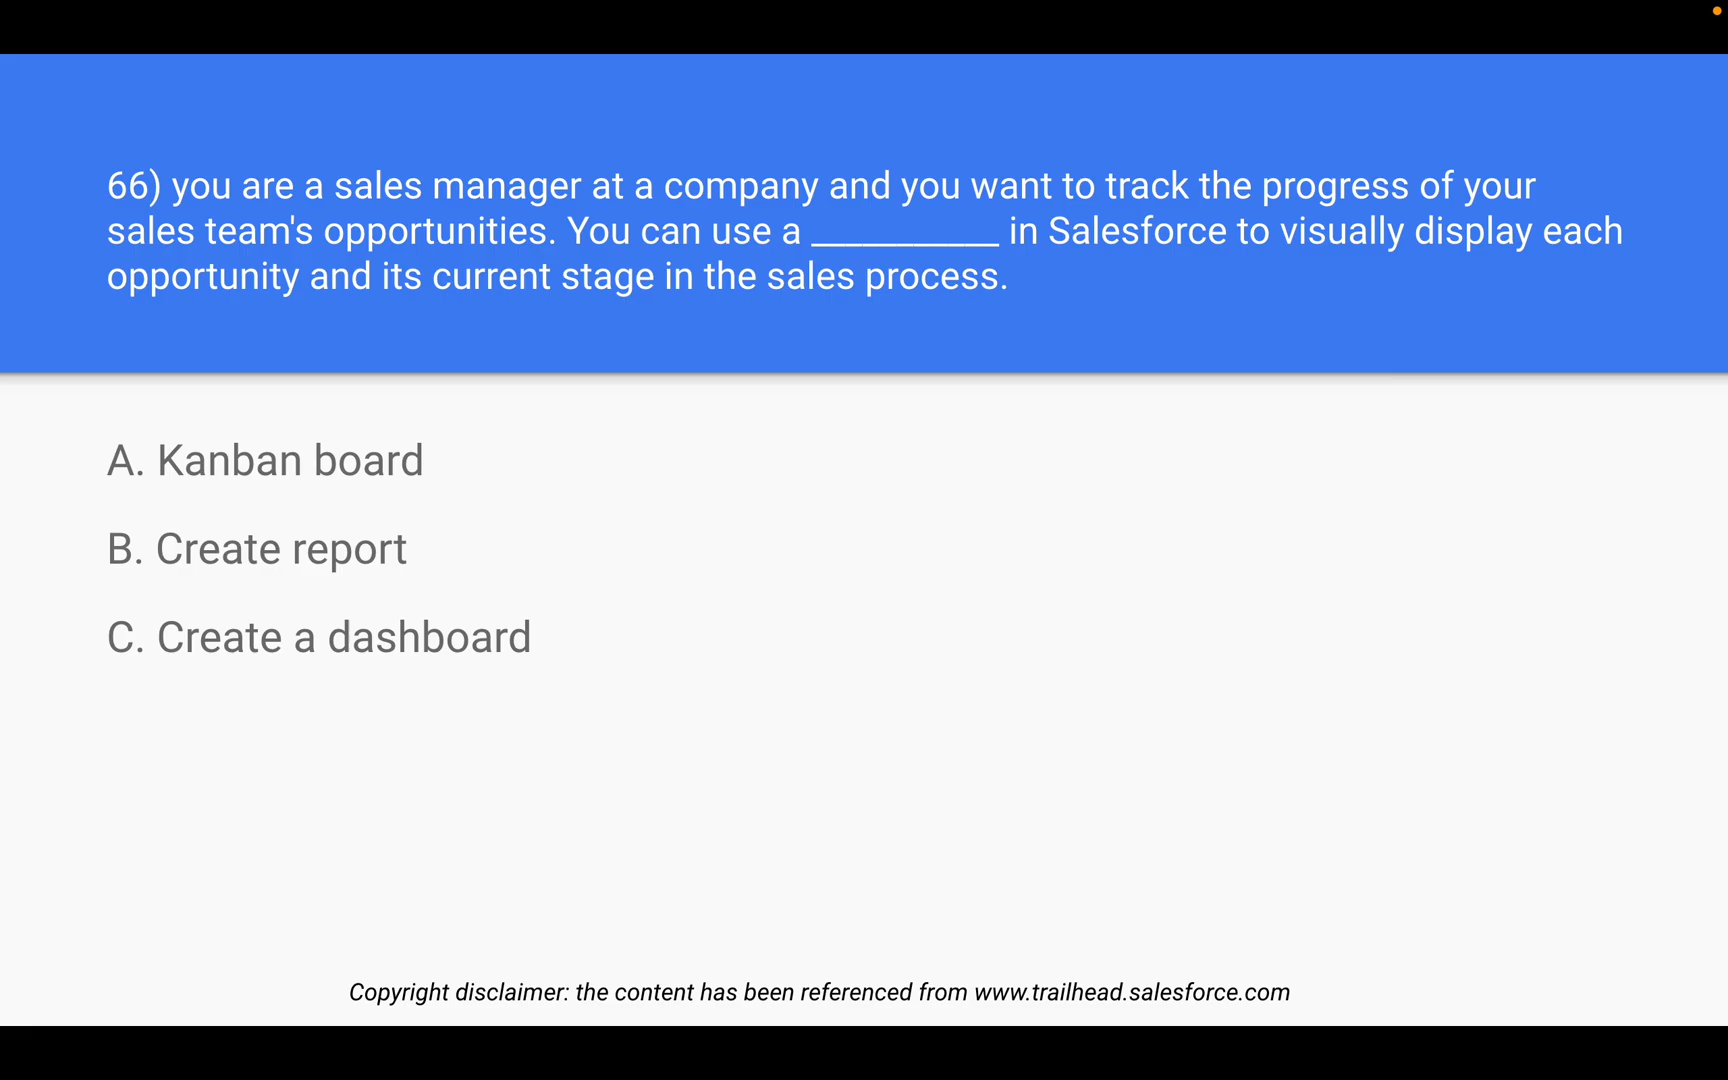 66) you are a sales manager at a company and you want to track the progress of your
sales team's opportunities. You can use a __________ in Salesforce to visually display each
opportunity and its current stage in the sales process.
A. Kanban board
B. Create report
C. Create a dashboard
Copyright disclaimer: the content has been referenced from www.trailhead.salesforce.com